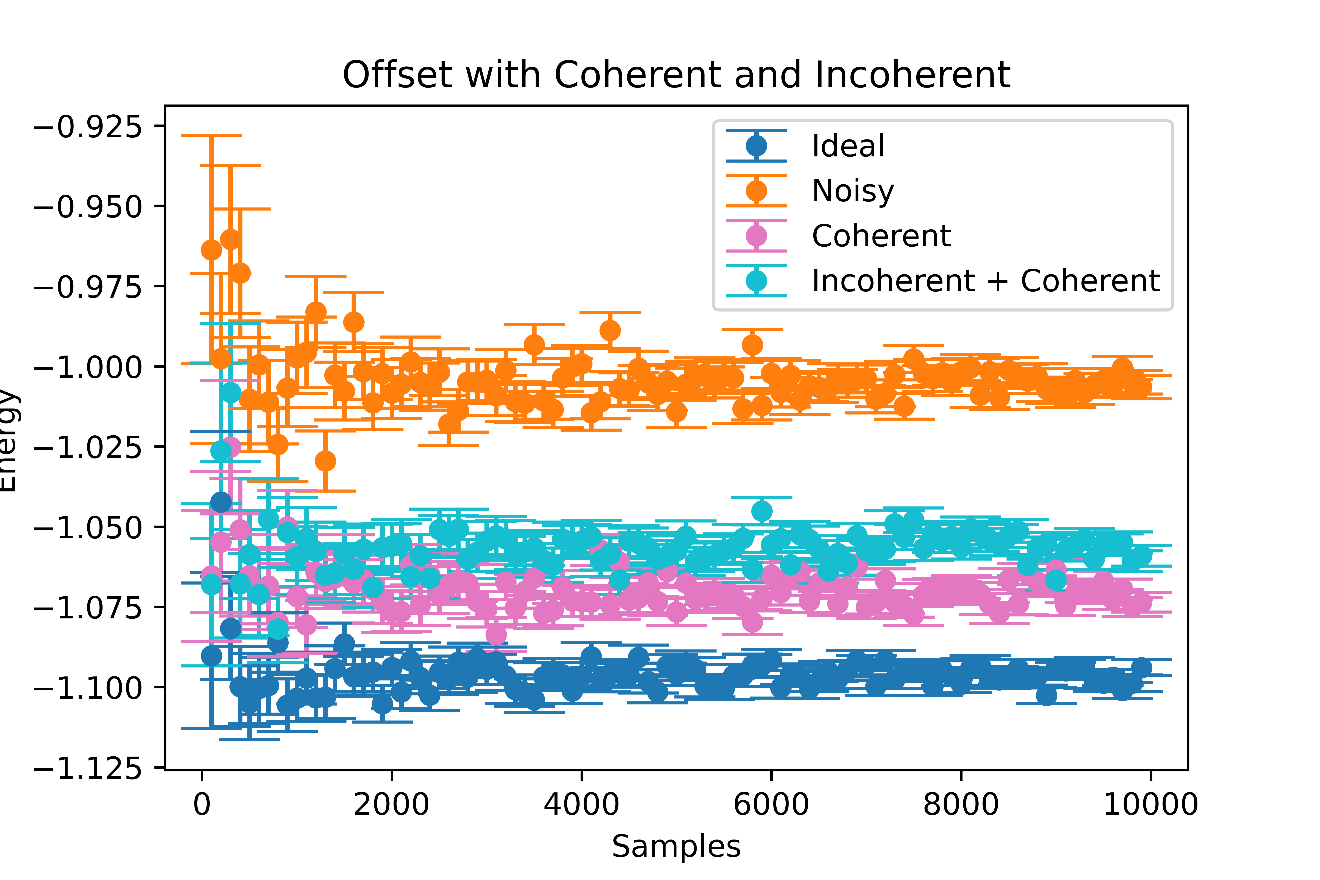 Offset with Coherent and Incoherent
Ideal
Noisy
Coherent
Incoherent + Coherent
Energy
−0.925
−0.950
−0.975
−1.000
−1.025
−1.050
−1.075
−1.100
−1.125
0 2000 4000 6000 8000 10000
Samples